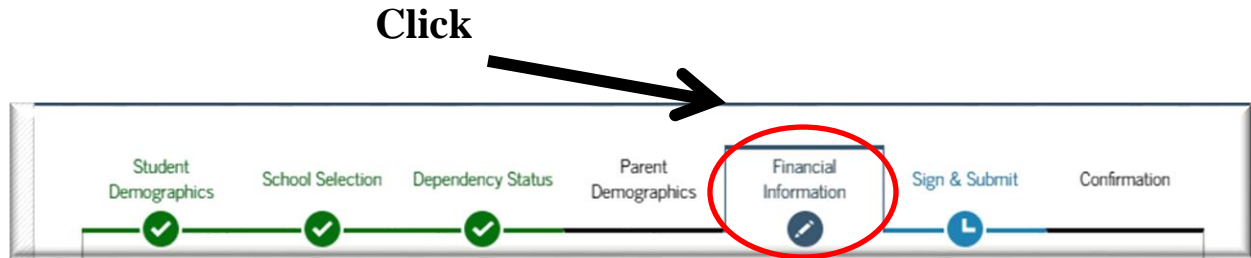 Click
Student
Demographics
School Selection
Dependency Status
Parent
Demographics
Financial
Information
Sign & Submit
Confirmation